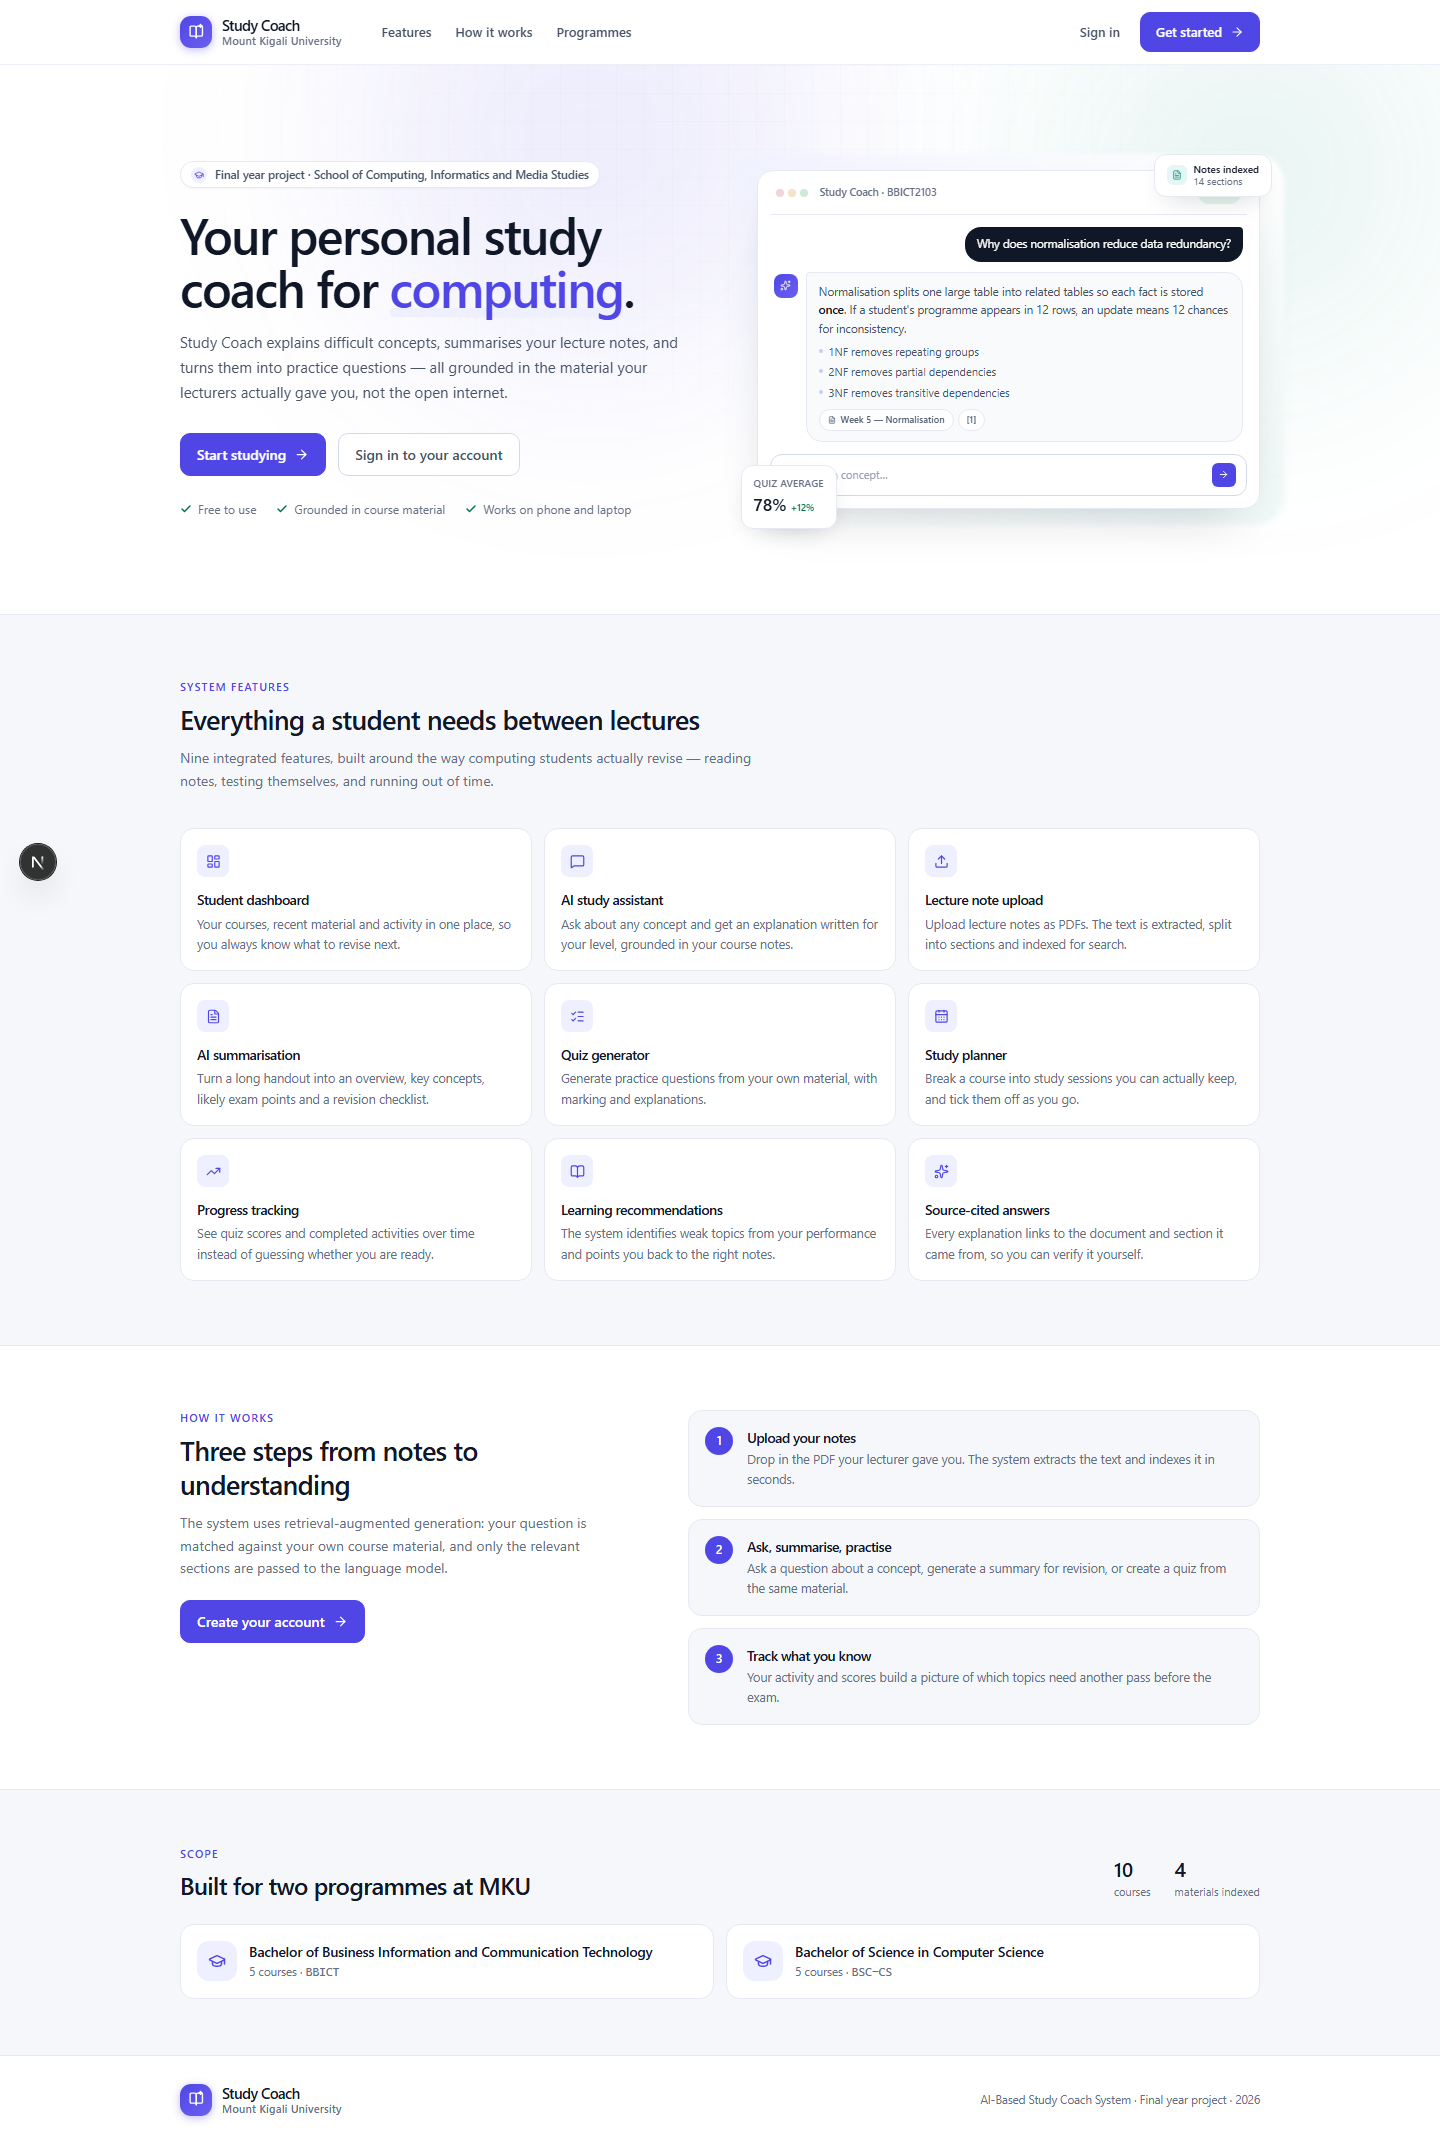 Study Coach
Mount Kigali University
Features
How it works
Programmes
Sign in
Get started
Final year project · School of Computing, Informatics and Media Studies
Your personal study
coach for computing.
Study Coach explains difficult concepts, summarises your lecture notes, and
turns them into practice questions — all grounded in the material your
lecturers actually gave you, not the open internet.
Start studying
Sign in to your account
Free to use
Grounded in course material
Works on phone and laptop
Study Coach · BBICT2103
Notes indexed
14 sections
Why does normalisation reduce data redundancy?
Normalisation splits one large table into related tables so each fact is stored
once. If a student's programme appears in 12 rows, an update means 12 chances
for inconsistency.
1NF removes repeating groups
2NF removes partial dependencies
3NF removes transitive dependencies
Week 5 — Normalisation
[1]
concept...
QUIZ AVERAGE
78% +12%
SYSTEM FEATURES
Everything a student needs between lectures
Nine integrated features, built around the way computing students actually revise — reading
notes, testing themselves, and running out of time.
N
Student dashboard
Your courses, recent material and activity in one place, so
you always know what to revise next.
AI study assistant
Ask about any concept and get an explanation written for
your level, grounded in your course notes.
Lecture note upload
Upload lecture notes as PDFs. The text is extracted, split
into sections and indexed for search.
AI summarisation
Turn a long handout into an overview, key concepts,
likely exam points and a revision checklist.
Quiz generator
Generate practice questions from your own material, with
marking and explanations.
Study planner
Break a course into study sessions you can actually keep,
and tick them off as you go.
Progress tracking
See quiz scores and completed activities over time
instead of guessing whether you are ready.
Learning recommendations
The system identifies weak topics from your performance
and points you back to the right notes.
Source-cited answers
Every explanation links to the document and section it
came from, so you can verify it yourself.
HOW IT WORKS
Three steps from notes to
understanding
The system uses retrieval-augmented generation: your question is
matched against your own course material, and only the relevant
sections are passed to the language model.
Create your account
1
Upload your notes
Drop in the PDF your lecturer gave you. The system extracts the text and indexes it in
seconds.
2
Ask, summarise, practise
Ask a question about a concept, generate a summary for revision, or create a quiz from
the same material.
3
Track what you know
Your activity and scores build a picture of which topics need another pass before the
exam.
SCOPE
Built for two programmes at MKU
10
courses
4
materials indexed
Bachelor of Business Information and Communication Technology
5 courses · BBICT
Bachelor of Science in Computer Science
5 courses · BSC-CS
Study Coach
Mount Kigali University
AI-Based Study Coach System · Final year project · 2026